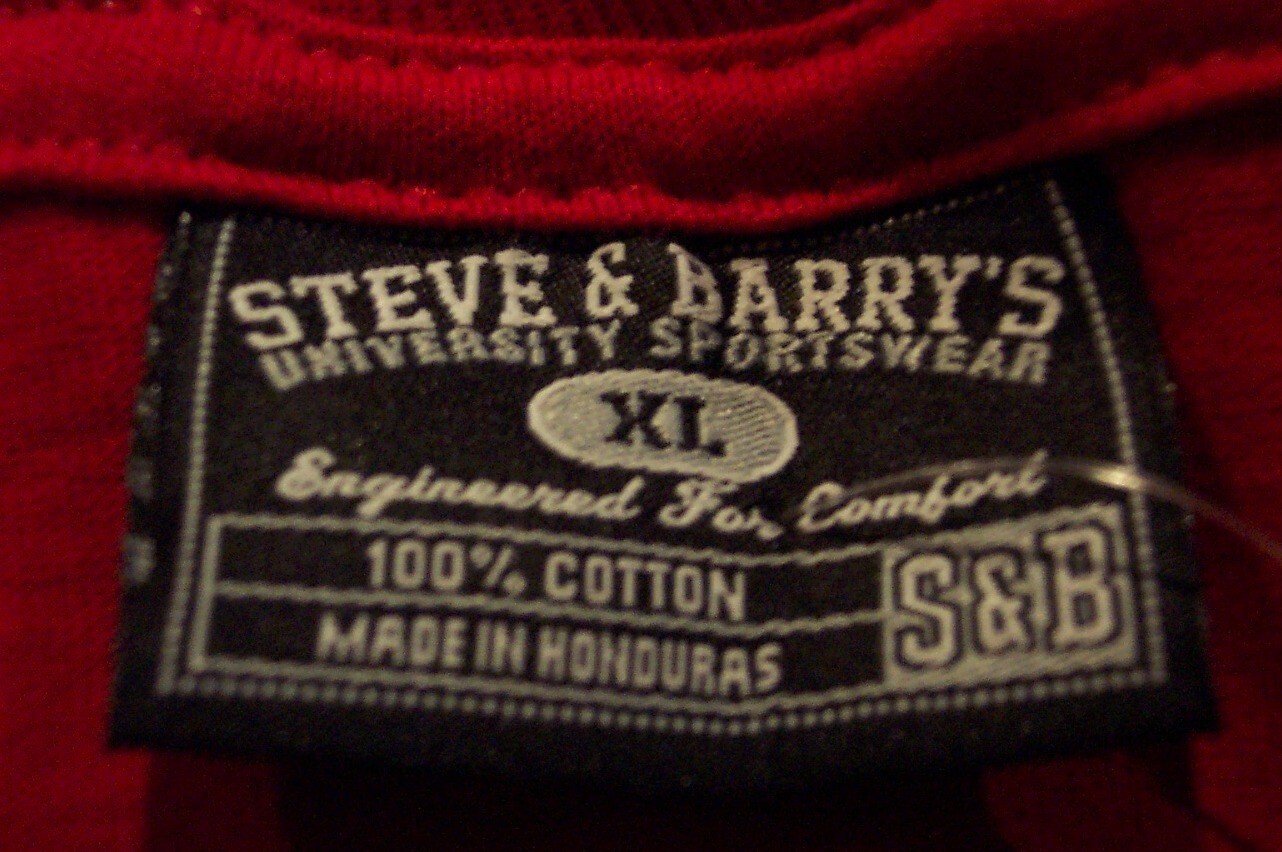 STEVE & BARRY'S
UNIVERSITY SPORTSWEAR
XL
Engineered For Comfort
100% COTTON
MADE IN HONDURAS
S&B